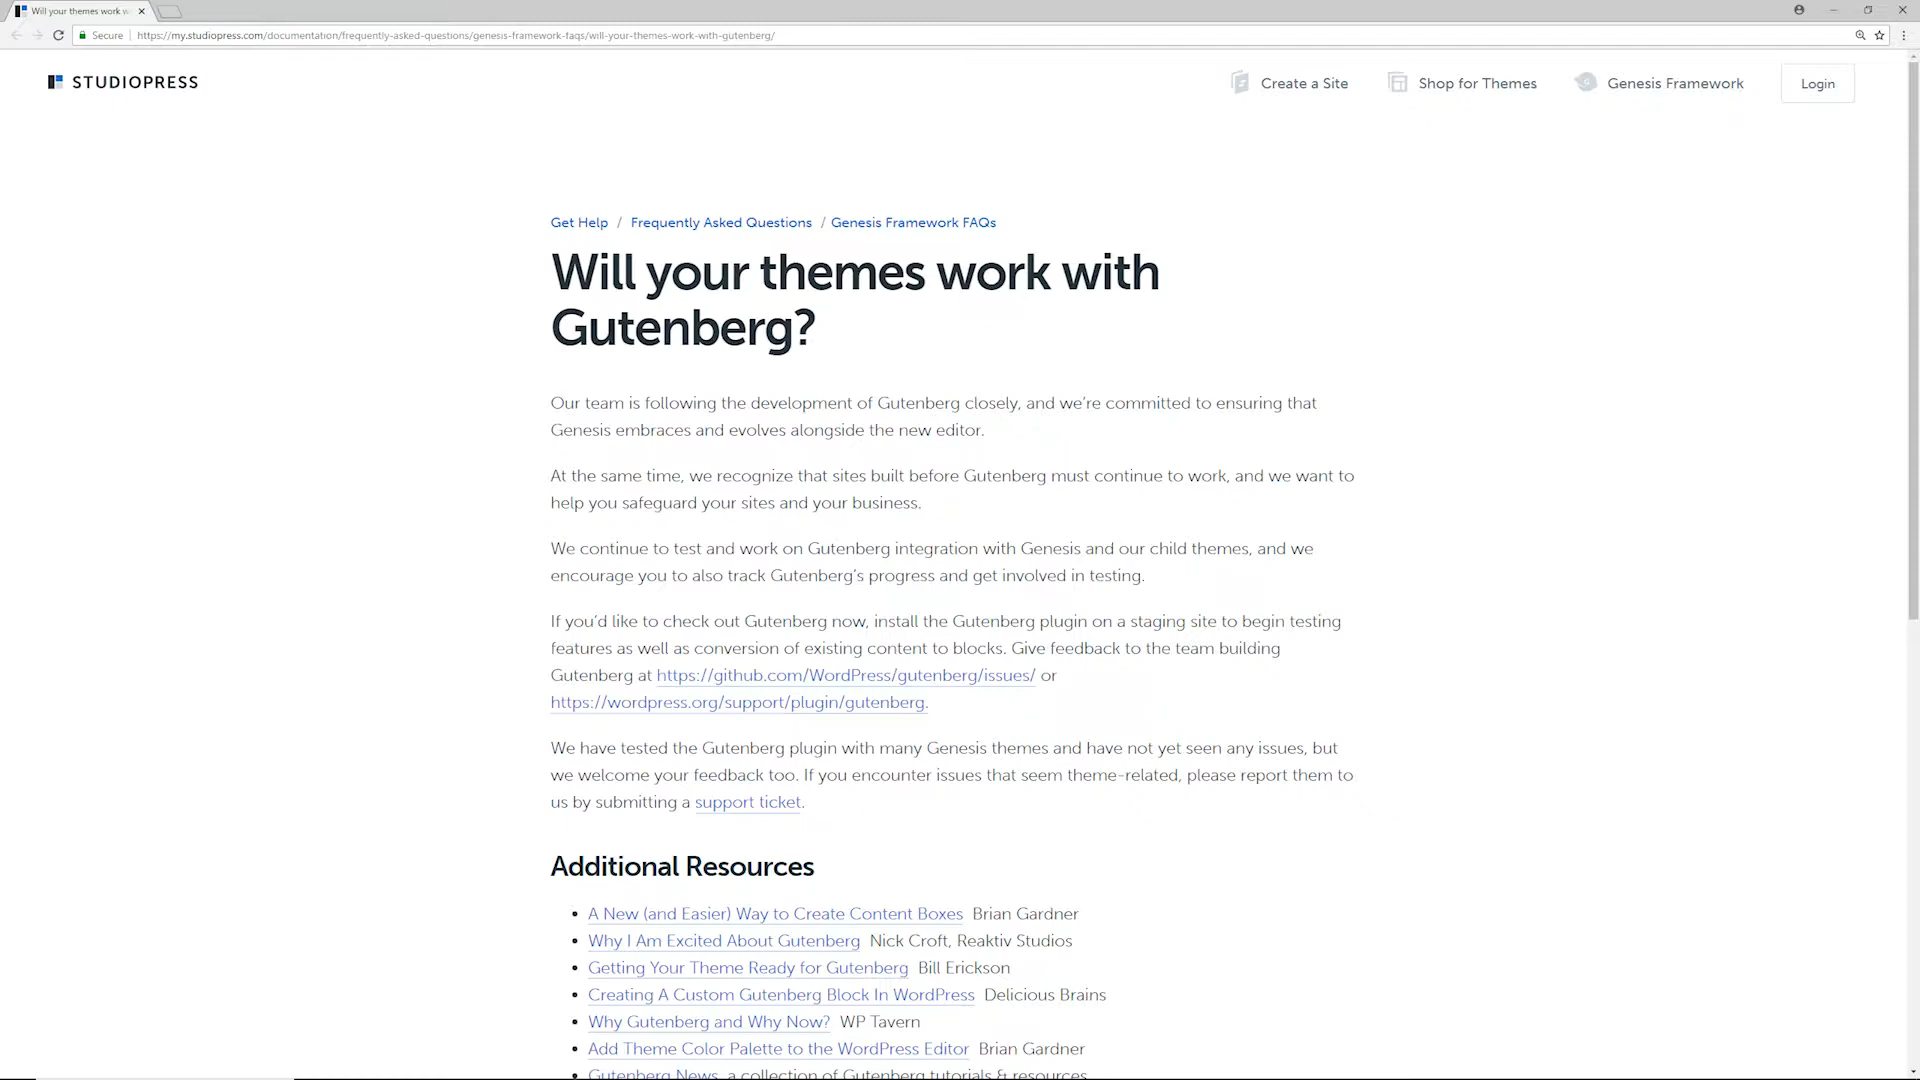 Will your themes work w
Secure
https://my.studiopress.com/documentation/frequently-asked-questions/genesis-framework-faqs/will-your-themes-work-with-gutenberg/
STUDIOPRESS
Create a Site
Shop for Themes
Genesis Framework
Login
Get Help / Frequently Asked Questions / Genesis Framework FAQs
Will your themes work with
Gutenberg?
Our team is following the development of Gutenberg closely, and we’re committed to ensuring that
Genesis embraces and evolves alongside the new editor.
At the same time, we recognize that sites built before Gutenberg must continue to work, and we want to
help you safeguard your sites and your business.
We continue to test and work on Gutenberg integration with Genesis and our child themes, and we
encourage you to also track Gutenberg’s progress and get involved in testing.
If you’d like to check out Gutenberg now, install the Gutenberg plugin on a staging site to begin testing
features as well as conversion of existing content to blocks. Give feedback to the team building
Gutenberg at https://github.com/WordPress/gutenberg/issues/ or
https://wordpress.org/support/plugin/gutenberg.
We have tested the Gutenberg plugin with many Genesis themes and have not yet seen any issues, but
we welcome your feedback too. If you encounter issues that seem theme-related, please report them to
us by submitting a support ticket.
Additional Resources
• A New (and Easier) Way to Create Content Boxes Brian Gardner
• Why I Am Excited About Gutenberg Nick Croft, Reaktiv Studios
• Getting Your Theme Ready for Gutenberg Bill Erickson
• Creating A Custom Gutenberg Block In WordPress Delicious Brains
• Why Gutenberg and Why Now? WP Tavern
• Add Theme Color Palette to the WordPress Editor Brian Gardner
• Gutenberg News, a collection of Gutenberg tutorials & resources